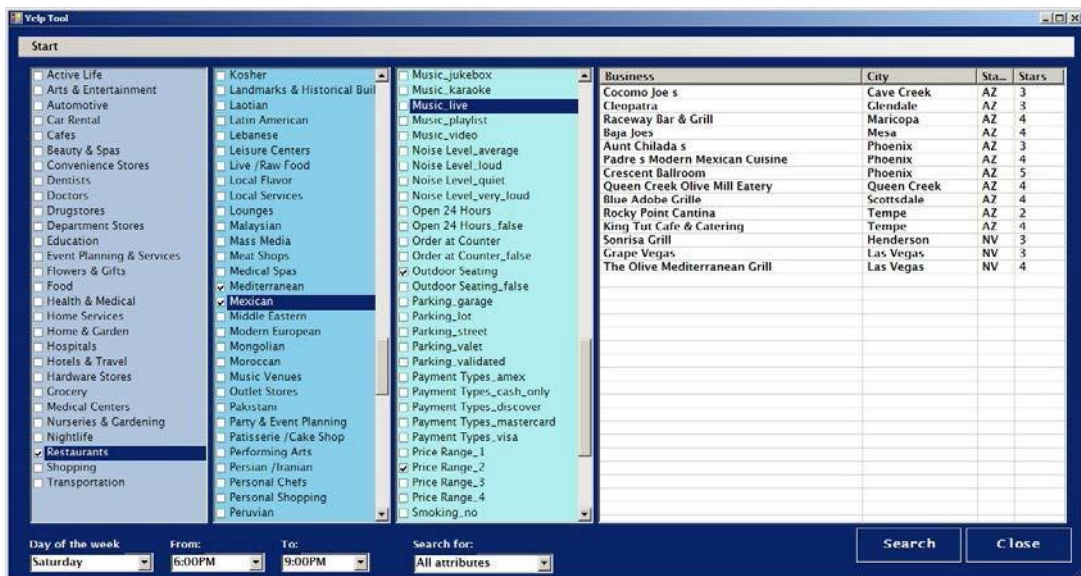 Yelp Tool
Start
Active Life
Arts & Entertainment
Automotive
Car Rental
Cafes
Beauty & Spas
Convenience Stores
Dentists
Doctors
Drugstores
Department Stores
Education
Event Planning & Services
Flowers & Gifts
Food
Health & Medical
Home Services
Home & Garden
Hospitals
Hotels & Travel
Hardware Stores
Grocery
Medical Centers
Nurseries & Gardening
Nightlife
Restaurants
Shopping
Transportation
Kosher
Landmarks & Historical Buil
Laotian
Latin American
Lebanese
Leisure Centers
Live /Raw Food
Local Flavor
Local Services
Lounges
Malaysian
Mass Media
Meat Shops
Medical Spas
Mediterranean
Mexican
Middle Eastern
Modern European
Mongolian
Moroccan
Music Venues
Outlet Stores
Pakistani
Party & Event Planning
Patisserie /Cake Shop
Performing Arts
Persian /Iranian
Personal Chefs
Personal Shopping
Peruvian
Music_jukebox
Music_karaoke
Music_live
Music_playlist
Music_video
Noise Level_average
Noise Level_loud
Noise Level_quiet
Noise Level_very_loud
Open 24 Hours
Open 24 Hours_false
Order at Counter
Order at Counter_false
Outdoor Seating
Outdoor Seating_false
Parking_garage
Parking_lot
Parking_street
Parking_valet
Parking_validated
Payment Types_amex
Payment Types_cash_only
Payment Types_discover
Payment Types_mastercard
Payment Types_visa
Price Range_1
Price Range_2
Price Range_3
Price Range_4
Smoking_no
Business City Sta... Stars
Cocomo Joe s Cave Creek AZ 3
Cleopatra Glendale AZ 3
Raceway Bar & Grill Maricopa AZ 4
Baja Joes Mesa AZ 4
Aunt Chilada s Phoenix AZ 3
Padre s Modern Mexican Cuisine Phoenix AZ 4
Crescent Ballroom Phoenix AZ 5
Queen Creek Olive Mill Eatery Queen Creek AZ 4
Blue Adobe Grille Scottsdale AZ 4
Rocky Point Cantina Tempe AZ 2
King Tut Cafe & Catering Tempe AZ 4
Sonrisa Grill Henderson NV 3
Grape Vegas Las Vegas NV 3
The Olive Mediterranean Grill Las Vegas NV 4
Day of the week From: To: Search for:
Saturday 6:00PM 9:00PM All attributes
Search Close